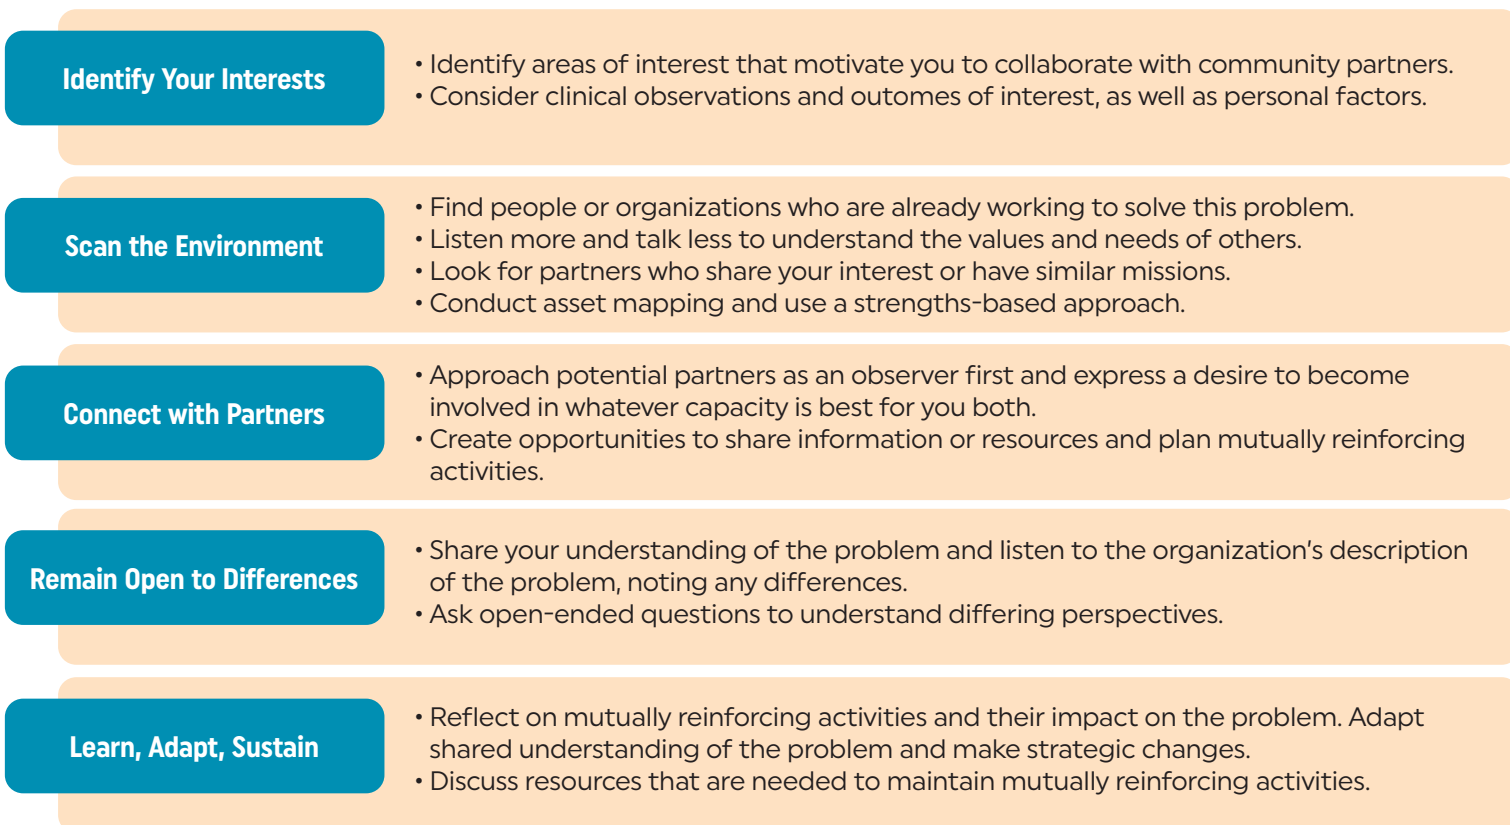 Identify Your Interests
• Identify areas of interest that motivate you to collaborate with community partners.
• Consider clinical observations and outcomes of interest, as well as personal factors.
Scan the Environment
• Find people or organizations who are already working to solve this problem.
• Listen more and talk less to understand the values and needs of others.
• Look for partners who share your interest or have similar missions.
• Conduct asset mapping and use a strengths-based approach.
Connect with Partners
• Approach potential partners as an observer first and express a desire to become
involved in whatever capacity is best for you both.
• Create opportunities to share information or resources and plan mutually reinforcing
activities.
Remain Open to Differences
• Share your understanding of the problem and listen to the organization's description
of the problem, noting any differences.
• Ask open-ended questions to understand differing perspectives.
Learn, Adapt, Sustain
• Reflect on mutually reinforcing activities and their impact on the problem. Adapt
shared understanding of the problem and make strategic changes.
• Discuss resources that are needed to maintain mutually reinforcing activities.